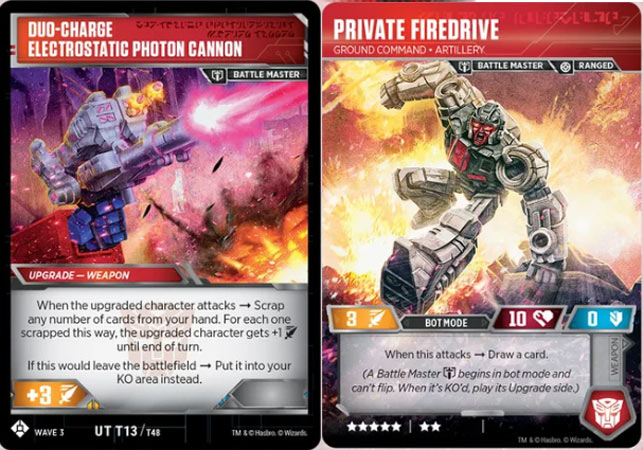 DUO-CHARGE
ELECTROSTATIC PHOTON CANNON
BATTLE MASTER
UPGRADE — WEAPON
When the upgraded character attacks → Scrap
any number of cards from your hand. For each one
scrapped this way, the upgraded character gets +1
until end of turn.
If this would leave the battlefield → Put it into your
KO area instead.
+3
WAVE 3
UT T13 / T48
TM & © Hasbro. © Wizards.
PRIVATE FIREDRIVE
GROUND COMMAND • ARTILLERY
BATTLE MASTER
RANGED
3
BOT MODE
10
0
WEAPON
When this attacks → Draw a card.
(A Battle Master begins in bot mode and
can't flip. When it's KO'd, play its Upgrade side.)
TM & © Hasbro. © Wizards.